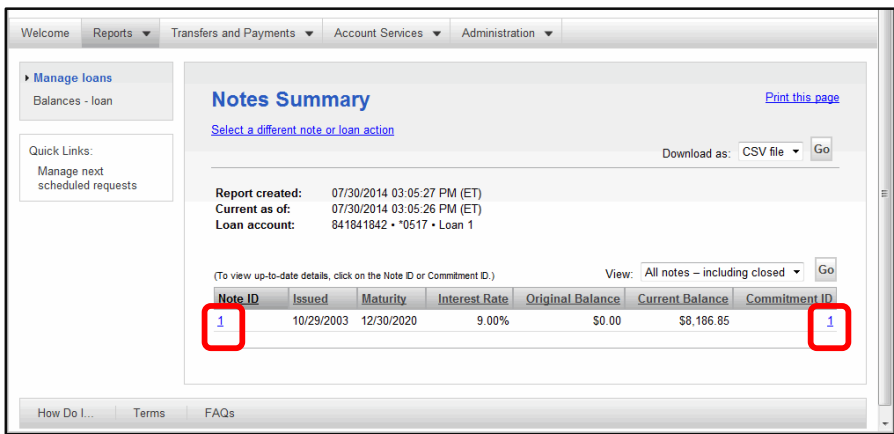 Welcome Reports Transfers and Payments Account Services Administration
Manage loans
Balances - loan
Quick Links:
Manage next
scheduled requests
Notes Summary
Print this page
Select a different note or loan action
Download as: CSV file Go
Report created: 07/30/2014 03:05:27 PM (ET)
Current as of: 07/30/2014 03:05:26 PM (ET)
Loan account: 841841842 • *0517 • Loan 1
(To view up-to-date details, click on the Note ID or Commitment ID.) View: All notes – including closed Go
Note ID Issued Maturity Interest Rate Original Balance Current Balance Commitment ID
1 10/29/2003 12/30/2020 9.00% $0.00 $8,186.85 1
How Do I... Terms FAQs